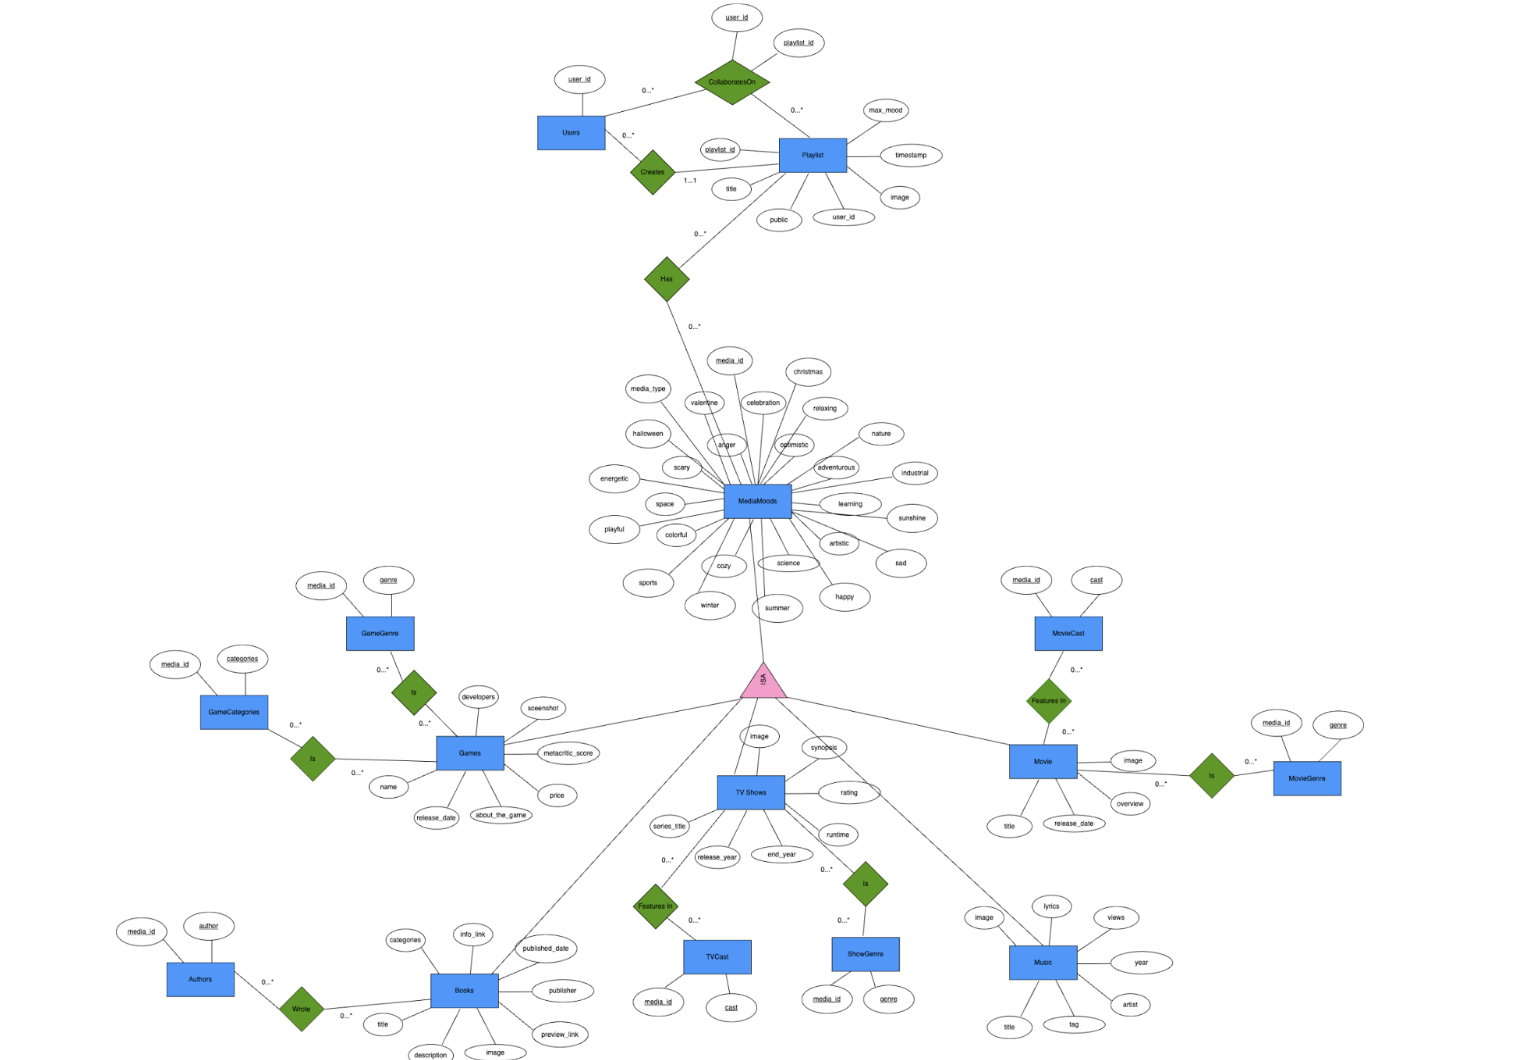 user_id
playlist_id
CollaboratesOn
user_id
0...*
0...*
max_mood
Users
0...*
playlist_id
Playlist
timestamp
Creates
1...1
title
image
public
user_id
0...*
Has
0...*
media_id
christmas
media_type
valentine
celebration
relaxing
halloween
anger
optimistic
nature
scary
adventurous
industrial
energetic
space
MediaMoods
learning
playful
colorful
sunshine
artistic
cozy
science
sad
sports
winter
summer
happy
media_id
genre
media_id
cast
GameGenre
MovieCast
media_id
categories
0...*
0...*
ISA
Is
developers
Features In
GameCategories
sceenshot
0...*
0...*
0...*
media_id
genre
image
synopsis
Games
metacritic_score
Is
0...*
Movie
image
0...*
Is
MovieGenre
0...*
name
price
TV Shows
rating
overview
release_date
about_the_game
series_title
runtime
title
release_date
release_year
end_year
0...*
0...*
Is
Features In
lyrics
0...*
0...*
image
views
media_id
author
categories
info_link
published_date
TVCast
ShowGenre
Music
year
Authors
0...*
Books
publisher
media_id
cast
media_id
genre
artist
Wrote
0...*
title
preview_link
title
tag
description
image